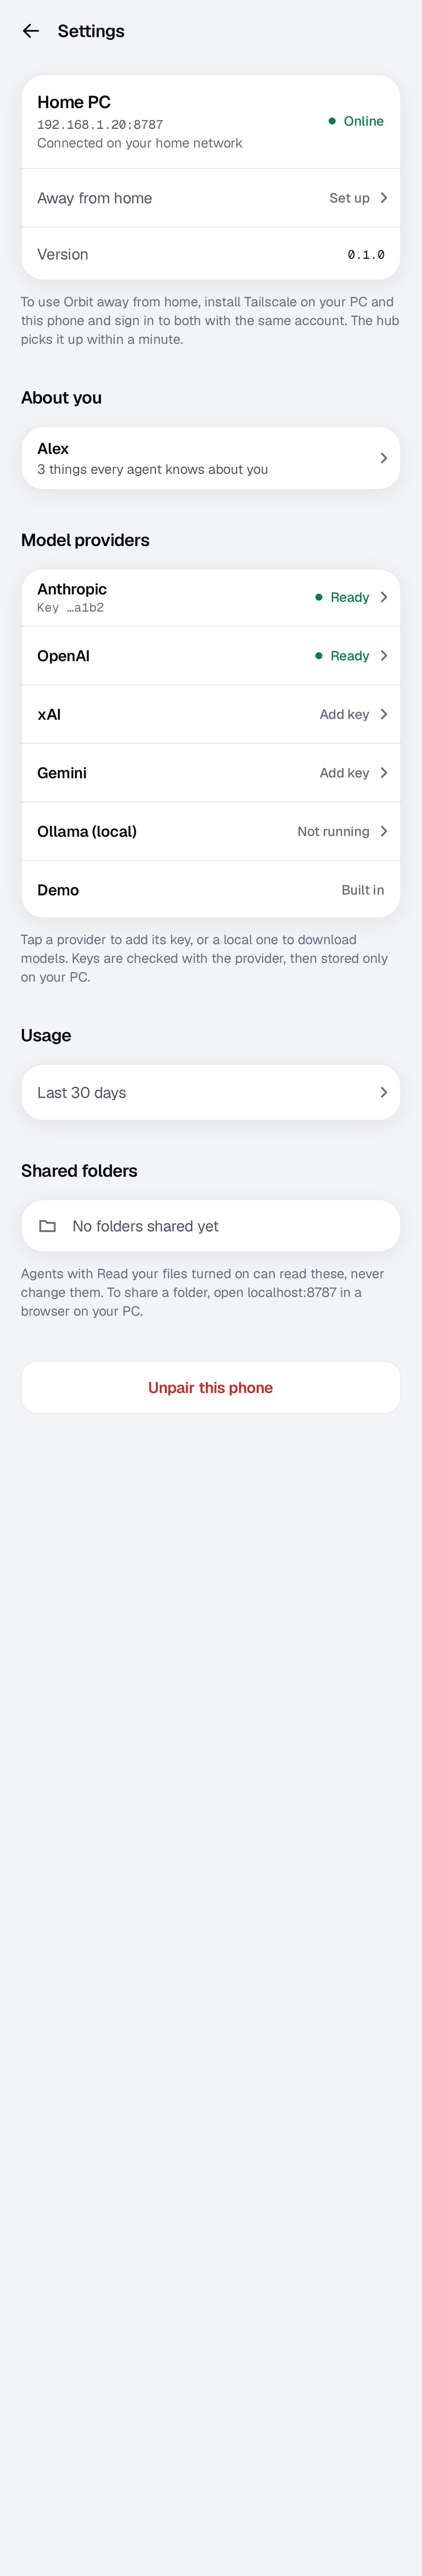 Settings
Home PC
192.168.1.20:8787
Connected on your home network
Online
Away from home
Set up
Version
0.1.0
To use Orbit away from home, install Tailscale on your PC and
this phone and sign in to both with the same account. The hub
picks it up within a minute.
About you
Alex
3 things every agent knows about you
Model providers
Anthropic
Key …a1b2
Ready
OpenAI
Ready
xAI
Add key
Gemini
Add key
Ollama (local)
Not running
Demo
Built in
Tap a provider to add its key, or a local one to download
models. Keys are checked with the provider, then stored only
on your PC.
Usage
Last 30 days
Shared folders
No folders shared yet
Agents with Read your files turned on can read these, never
change them. To share a folder, open localhost:8787 in a
browser on your PC.
Unpair this phone